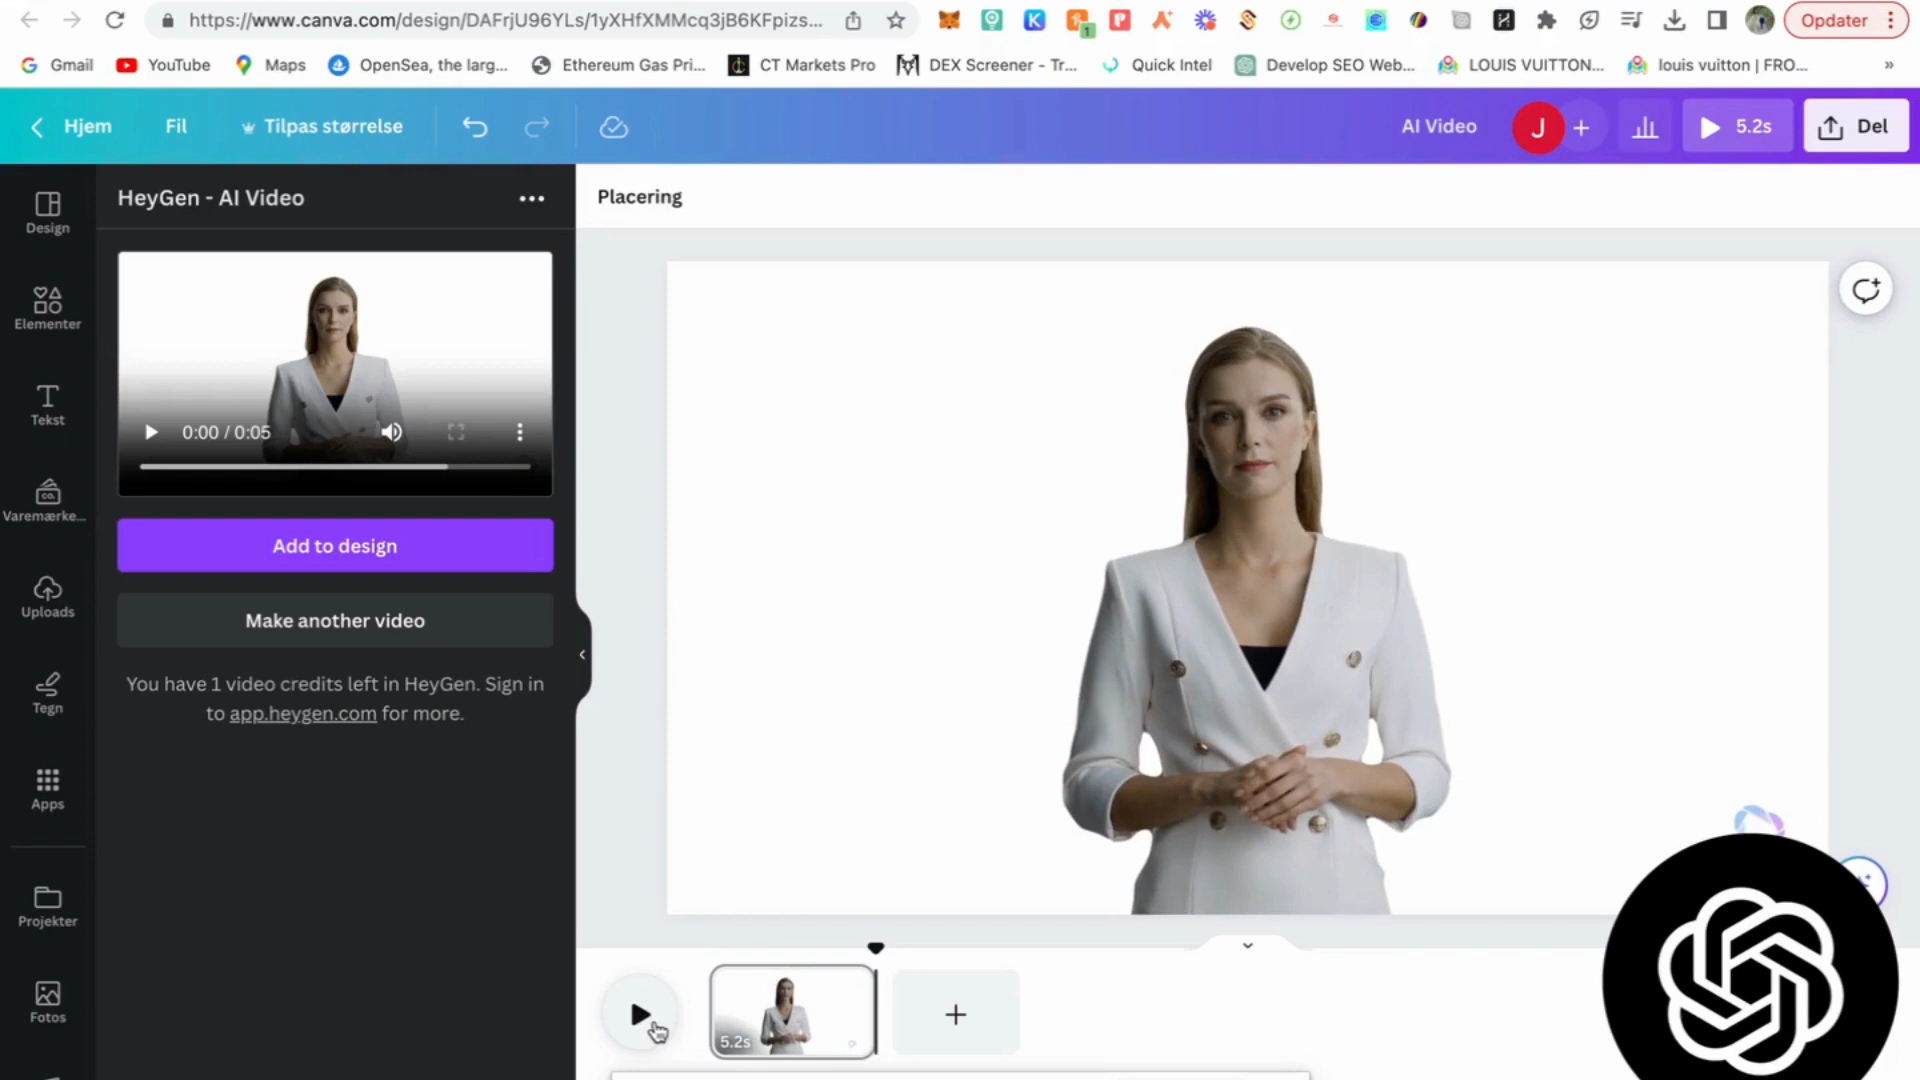 https://www.canva.com/design/DAFrjU96YLs/1yXHfXMMcq3jB6KFpizs...
1
Opdater
Gmail
YouTube
Maps
OpenSea, the larg...
Ethereum Gas Pri...
CT Markets Pro
DEX Screener - Tr...
Quick Intel
Develop SEO Web...
LOUIS VUITTON...
louis vuitton | FRO...
»
Hjem
Fil
Tilpas størrelse
AI Video
J
+
5.2s
Del
Design
Elementer
Tekst
CO.
Varemærke...
Uploads
Tegn
Apps
Projekter
Fotos
HeyGen - AI Video
0:00 / 0:05
Add to design
Make another video
You have 1 video credits left in HeyGen. Sign in
to app.heygen.com for more.
Placering
5.2s
+